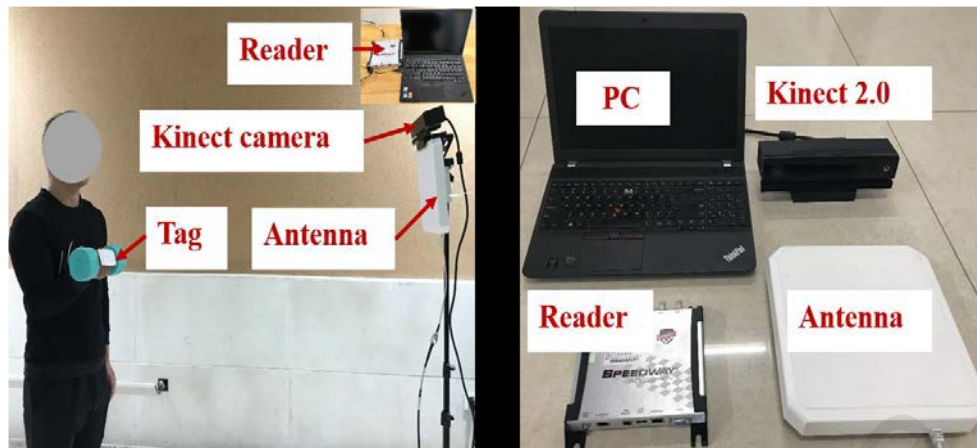 Reader
Kinect camera
Tag
Antenna
PC
Kinect 2.0
ThinkPad
Reader
Antenna
SPEEDWAY